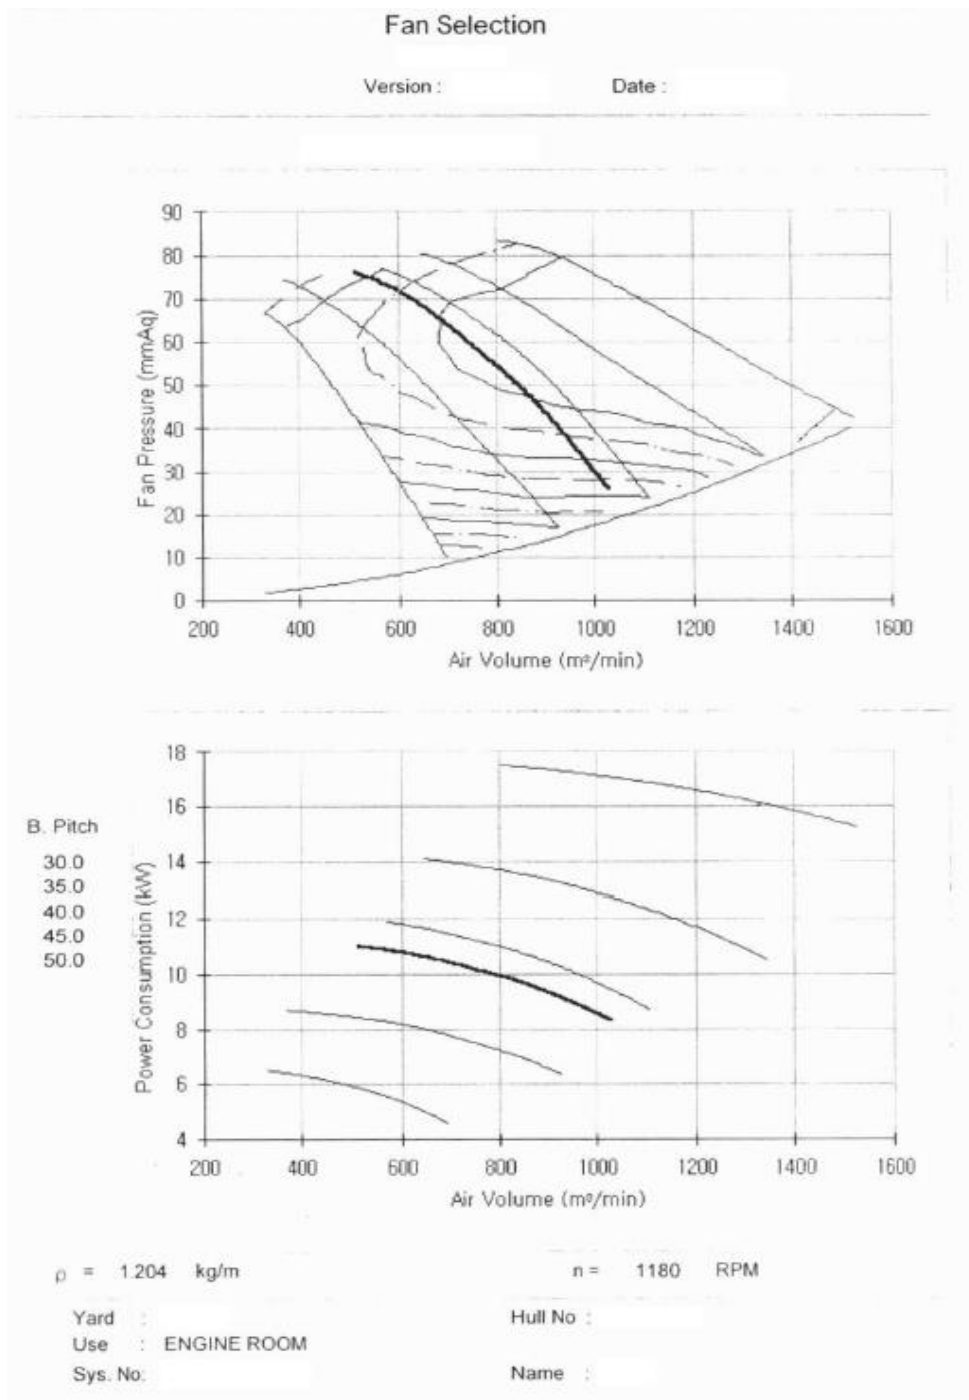 Fan Selection
Version : Date :
90
80
70
60
50
40
30
20
10
0
Fan Pressure (mmAq)
200 400 600 800 1000 1200 1400 1600
Air Volume (m³/min)
18
16
14
12
10
8
6
4
Power Consumption (kW)
200 400 600 800 1000 1200 1400 1600
Air Volume (m³/min)
B. Pitch
30.0
35.0
40.0
45.0
50.0
ρ = 1.204 kg/m n = 1180 RPM
Yard : Hull No :
Use : ENGINE ROOM
Sys. No: Name :